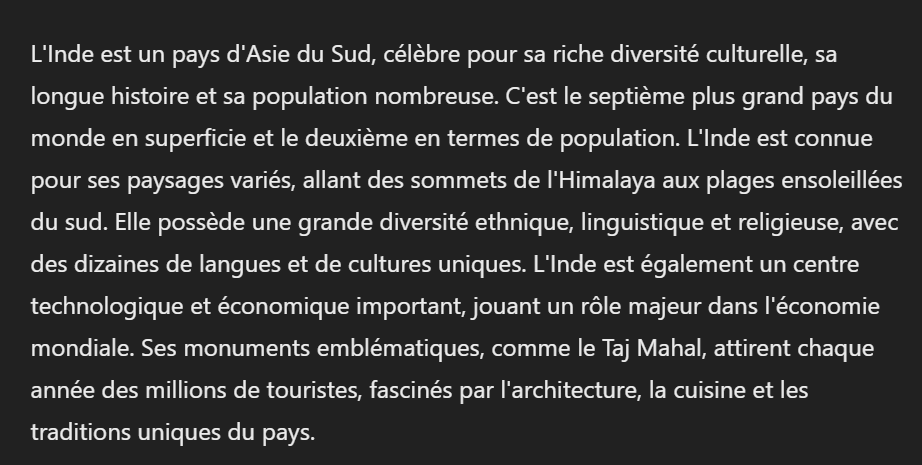 L'Inde est un pays d'Asie du Sud, célèbre pour sa riche diversité culturelle, sa
longue histoire et sa population nombreuse. C'est le septième plus grand pays du
monde en superficie et le deuxième en termes de population. L'Inde est connue
pour ses paysages variés, allant des sommets de l'Himalaya aux plages ensoleillées
du sud. Elle possède une grande diversité ethnique, linguistique et religieuse, avec
des dizaines de langues et de cultures uniques. L'Inde est également un centre
technologique et économique important, jouant un rôle majeur dans l'économie
mondiale. Ses monuments emblématiques, comme le Taj Mahal, attirent chaque
année des millions de touristes, fascinés par l'architecture, la cuisine et les
traditions uniques du pays.